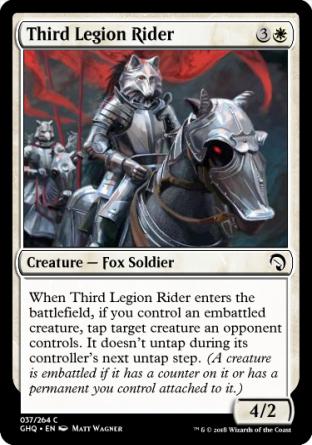 Third Legion Rider 3
Creature — Fox Soldier
When Third Legion Rider enters the
battlefield, if you control an embattled
creature, tap target creature an opponent
controls. It doesn't untap during its
controller's next untap step. (A creature
is embattled if it has a counter on it or has a
permanent you control attached to it.)
4/2
037/264 C
GHQ • EN Matt Wagner
™ & © 2018 Wizards of the Coast